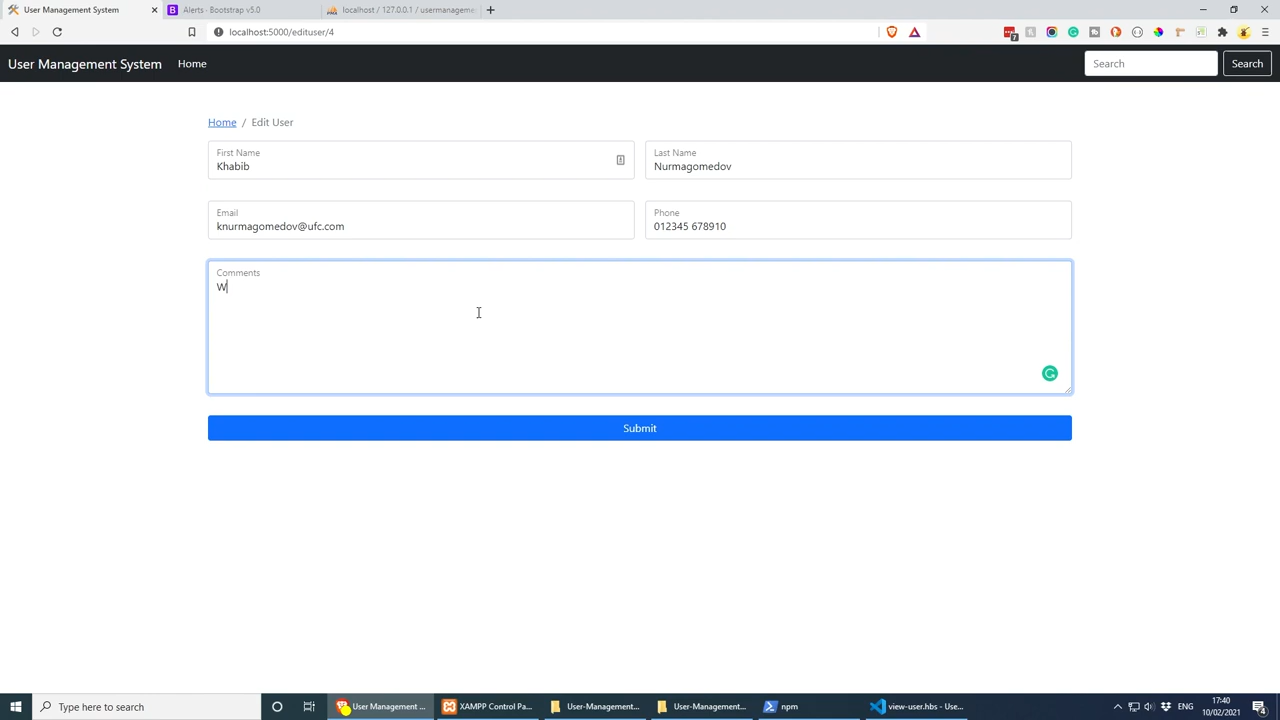 User Management System
Alerts · Bootstrap v5.0
localhost / 127.0.0.1 / usermanageme
localhost:5000/edituser/4
7
User Management System
Home
Search
Search
Home / Edit User
First Name
Khabib
Last Name
Nurmagomedov
Email
knurmagomedov@ufc.com
Phone
012345 678910
Comments
W
Submit
Type here to search
User Management ...
XAMPP Control Pa...
User-Management...
User-Management...
npm
view-user.hbs - Use...
ENG
17:40
10/02/2021
4